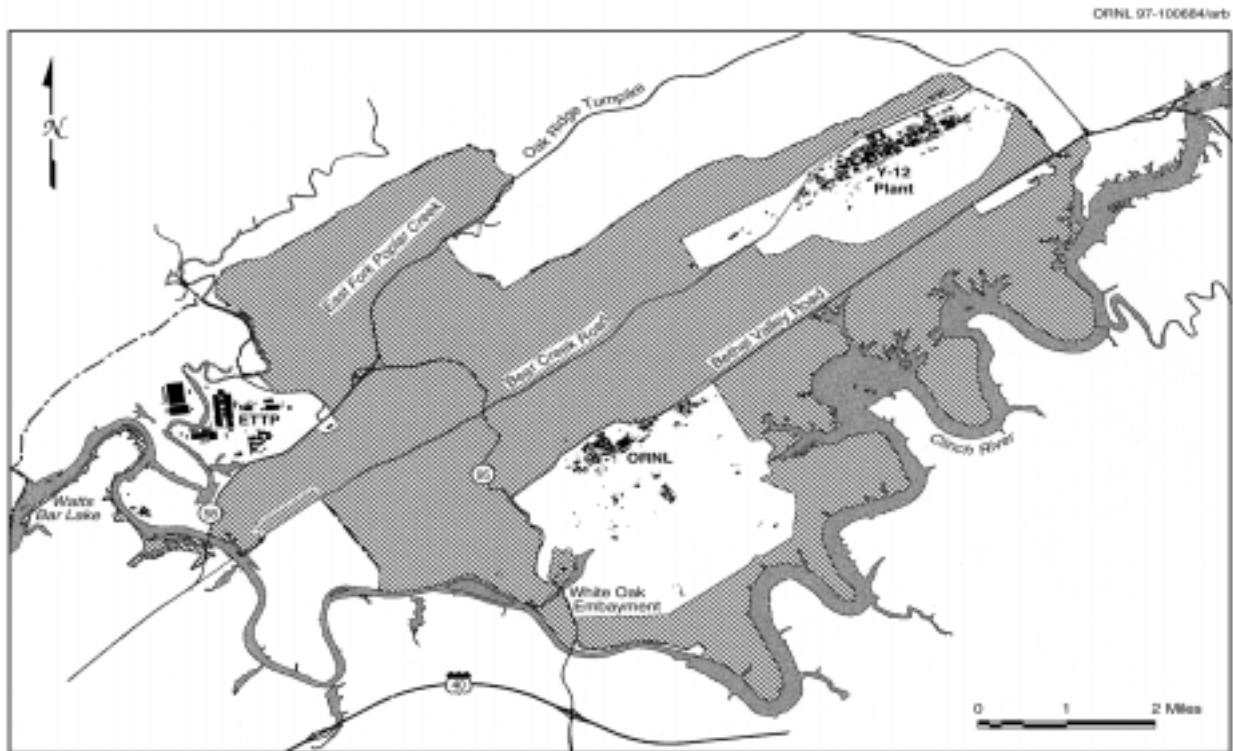 ORNL 97-100684/arb
N
Oak Ridge Turnpike
Y-12
Plant
East Fork Poplar Creek
Bear Creek Road
Bethel Valley Road
ETTP
ORNL
Clinch River
95
Watts
Bar Lake
58
White Oak
Embayment
40
0 1 2 Miles